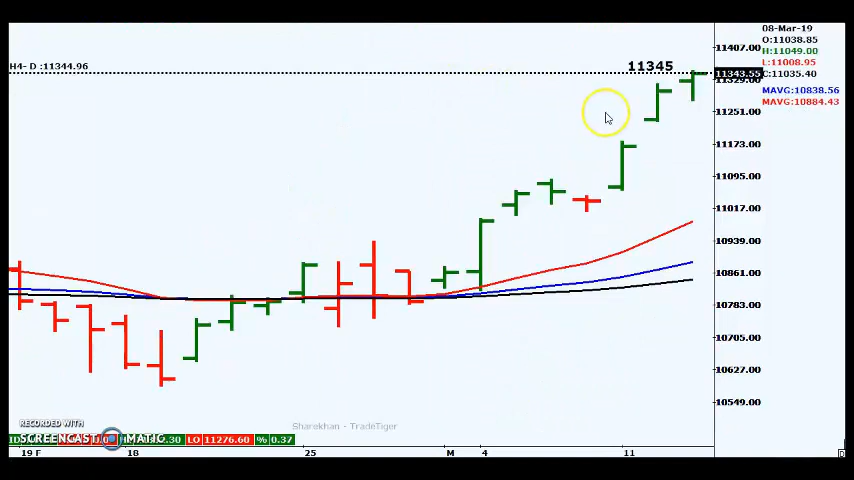 08-Mar-19
O:11038.85
H:11049.00
L:11008.95
C:11035.40
MAVG:10838.56
MAVG:10884.43
H4- D :11344.96
11345
11407.00
11343.55
11329.00
11251.00
11173.00
11095.00
11017.00
10939.00
10861.00
10783.00
10705.00
10627.00
10549.00
Sharekhan - TradeTiger
RECORDED WITH
SCREENCAST MATIC
LO 11276.60 % 0.37
19 F 18 25 M 4 11